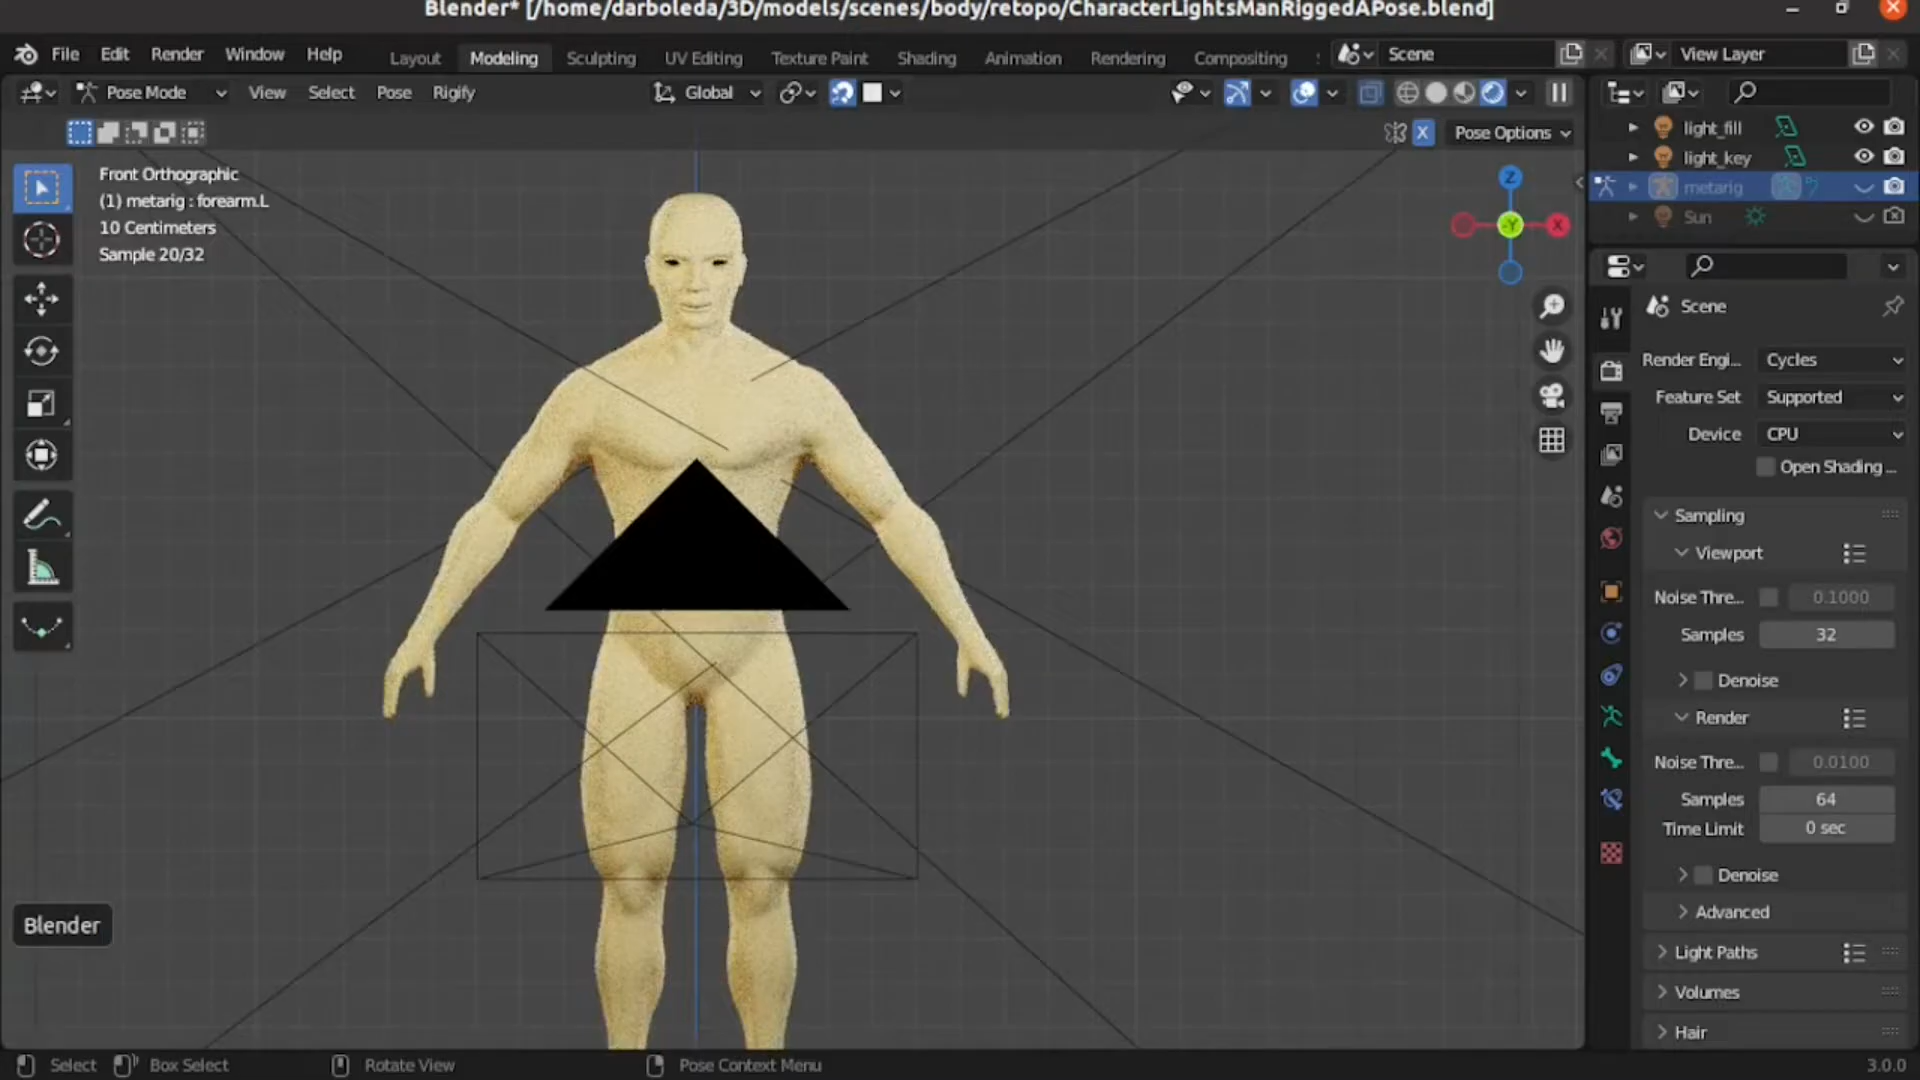 Blender* [/home/darboleda/3D/models/scenes/body/retopo/CharacterLightsManRiggedAPose.blend]
File Edit Render Window Help Layout Modeling Sculpting UV Editing Texture Paint Shading Animation Rendering Compositing Scene View Layer
Pose Mode View Select Pose Rigify Global
X Pose Options
Front Orthographic
(1) metarig : forearm.L
10 Centimeters
Sample 20/32
Z
-Y X
light_fill
light_key
metarig
Sun
Scene
Render Engi... Cycles
Feature Set Supported
Device CPU
Open Shading ...
Sampling
Viewport
Noise Thre... 0.1000
Samples 32
Denoise
Render
Noise Thre... 0.0100
Samples 64
Time Limit 0 sec
Denoise
Advanced
Light Paths
Volumes
Hair
Blender
Select Box Select Rotate View Pose Context Menu 3.0.0